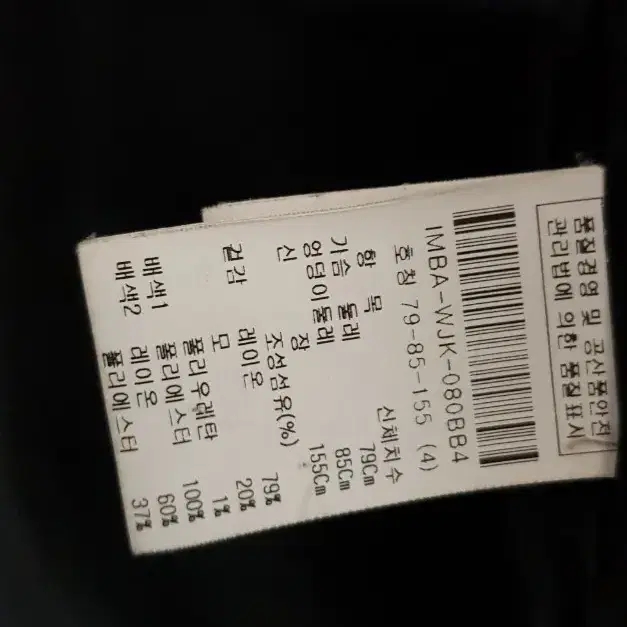 품질경영 및 공산품안전
관리법에 의한 품질표시
IMBA-WJK-080BB4
호칭 79-85-155 (4)
항 목 신체치수
가슴 둘레 79Cm
엉덩이둘레 85Cm
신 장 155Cm
조성섬유(%)
겉감 레이온 79%
모 20%
폴리우레탄 1%
배색1 폴리에스터 100%
배색2 레이온 60%
폴리에스터 37%